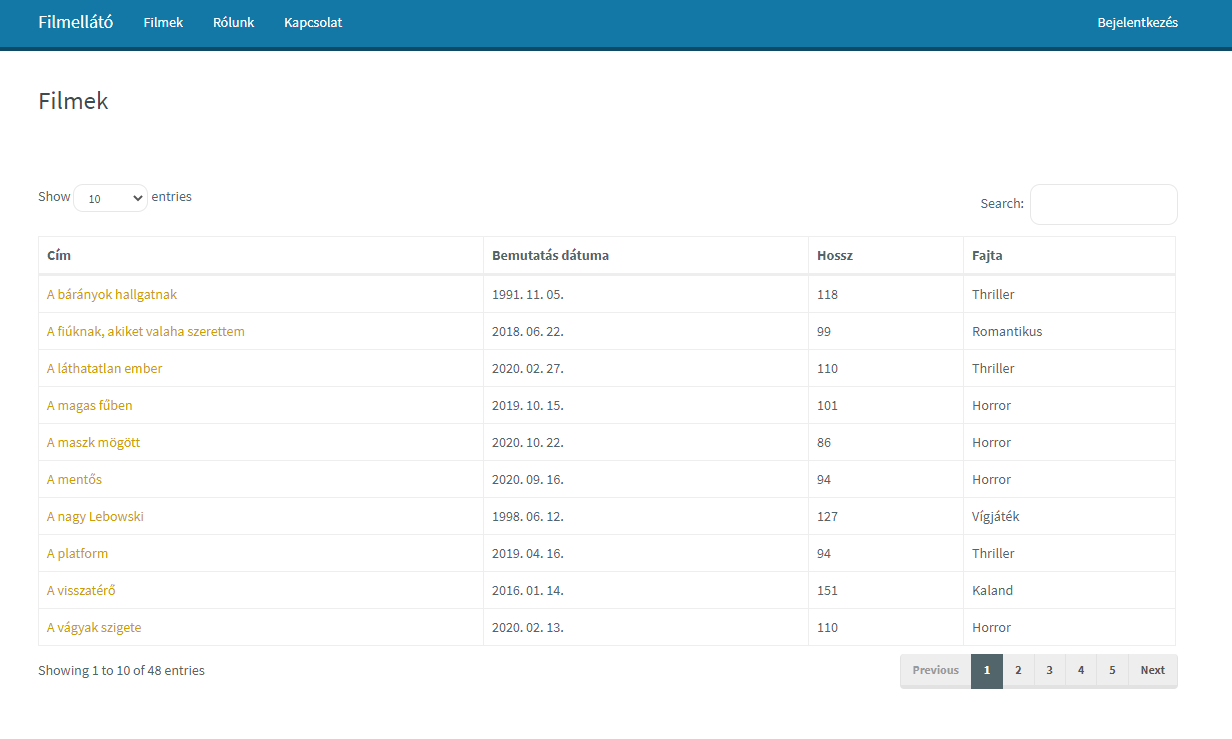 Filmellátó Filmek Rólunk Kapcsolat Bejelentkezés
Filmek
Show 10 entries
Search:
Cím Bemutatás dátuma Hossz Fajta
A bárányok hallgatnak 1991. 11. 05. 118 Thriller
A fiúknak, akiket valaha szerettem 2018. 06. 22. 99 Romantikus
A láthatatlan ember 2020. 02. 27. 110 Thriller
A magas fűben 2019. 10. 15. 101 Horror
A maszk mögött 2020. 10. 22. 86 Horror
A mentős 2020. 09. 16. 94 Horror
A nagy Lebowski 1998. 06. 12. 127 Vígjáték
A platform 2019. 04. 16. 94 Thriller
A visszatérő 2016. 01. 14. 151 Kaland
A vágyak szigete 2020. 02. 13. 110 Horror
Showing 1 to 10 of 48 entries
Previous 1 2 3 4 5 Next